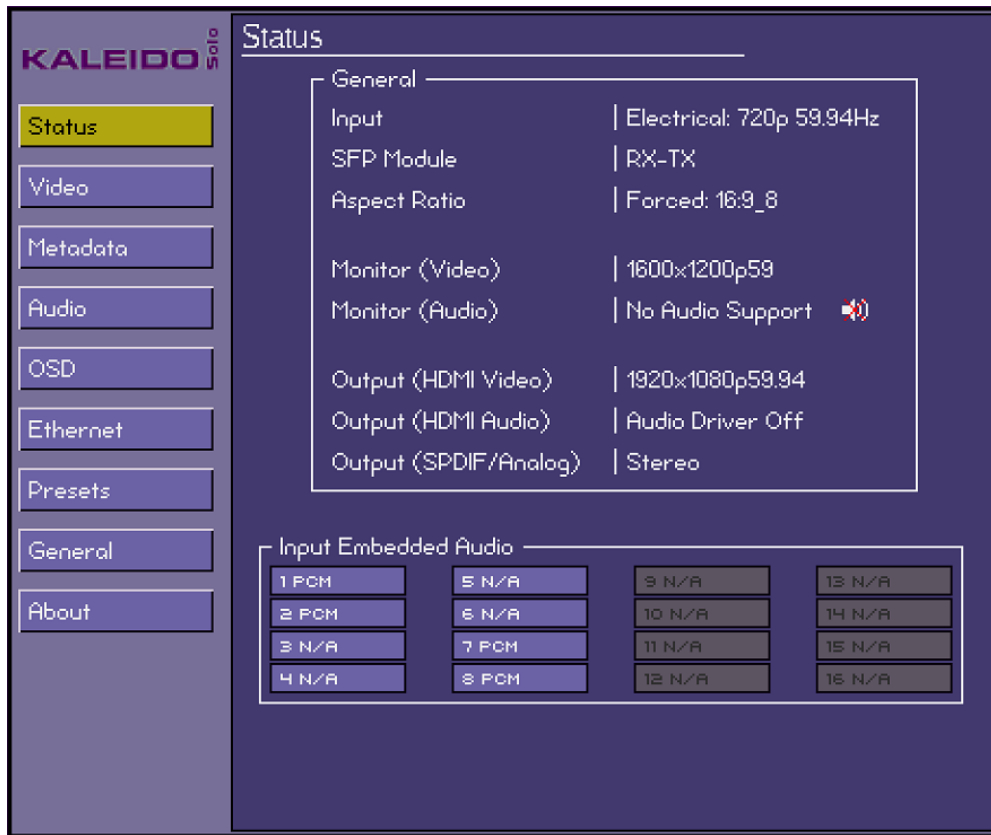 KALEIDO Solo
Status
Video
Metadata
Audio
OSD
Ethernet
Presets
General
About
Status
General
Input | Electrical: 720p 59.94Hz
SFP Module | RX-TX
Aspect Ratio | Forced: 16:9_8
Monitor (Video) | 1600x1200p59
Monitor (Audio) | No Audio Support
Output (HDMI Video) | 1920x1080p59.94
Output (HDMI Audio) | Audio Driver Off
Output (SPDIF/Analog) | Stereo
Input Embedded Audio
1 PCM 5 N/A 9 N/A 13 N/A
2 PCM 6 N/A 10 N/A 14 N/A
3 N/A 7 PCM 11 N/A 15 N/A
4 N/A 8 PCM 12 N/A 16 N/A